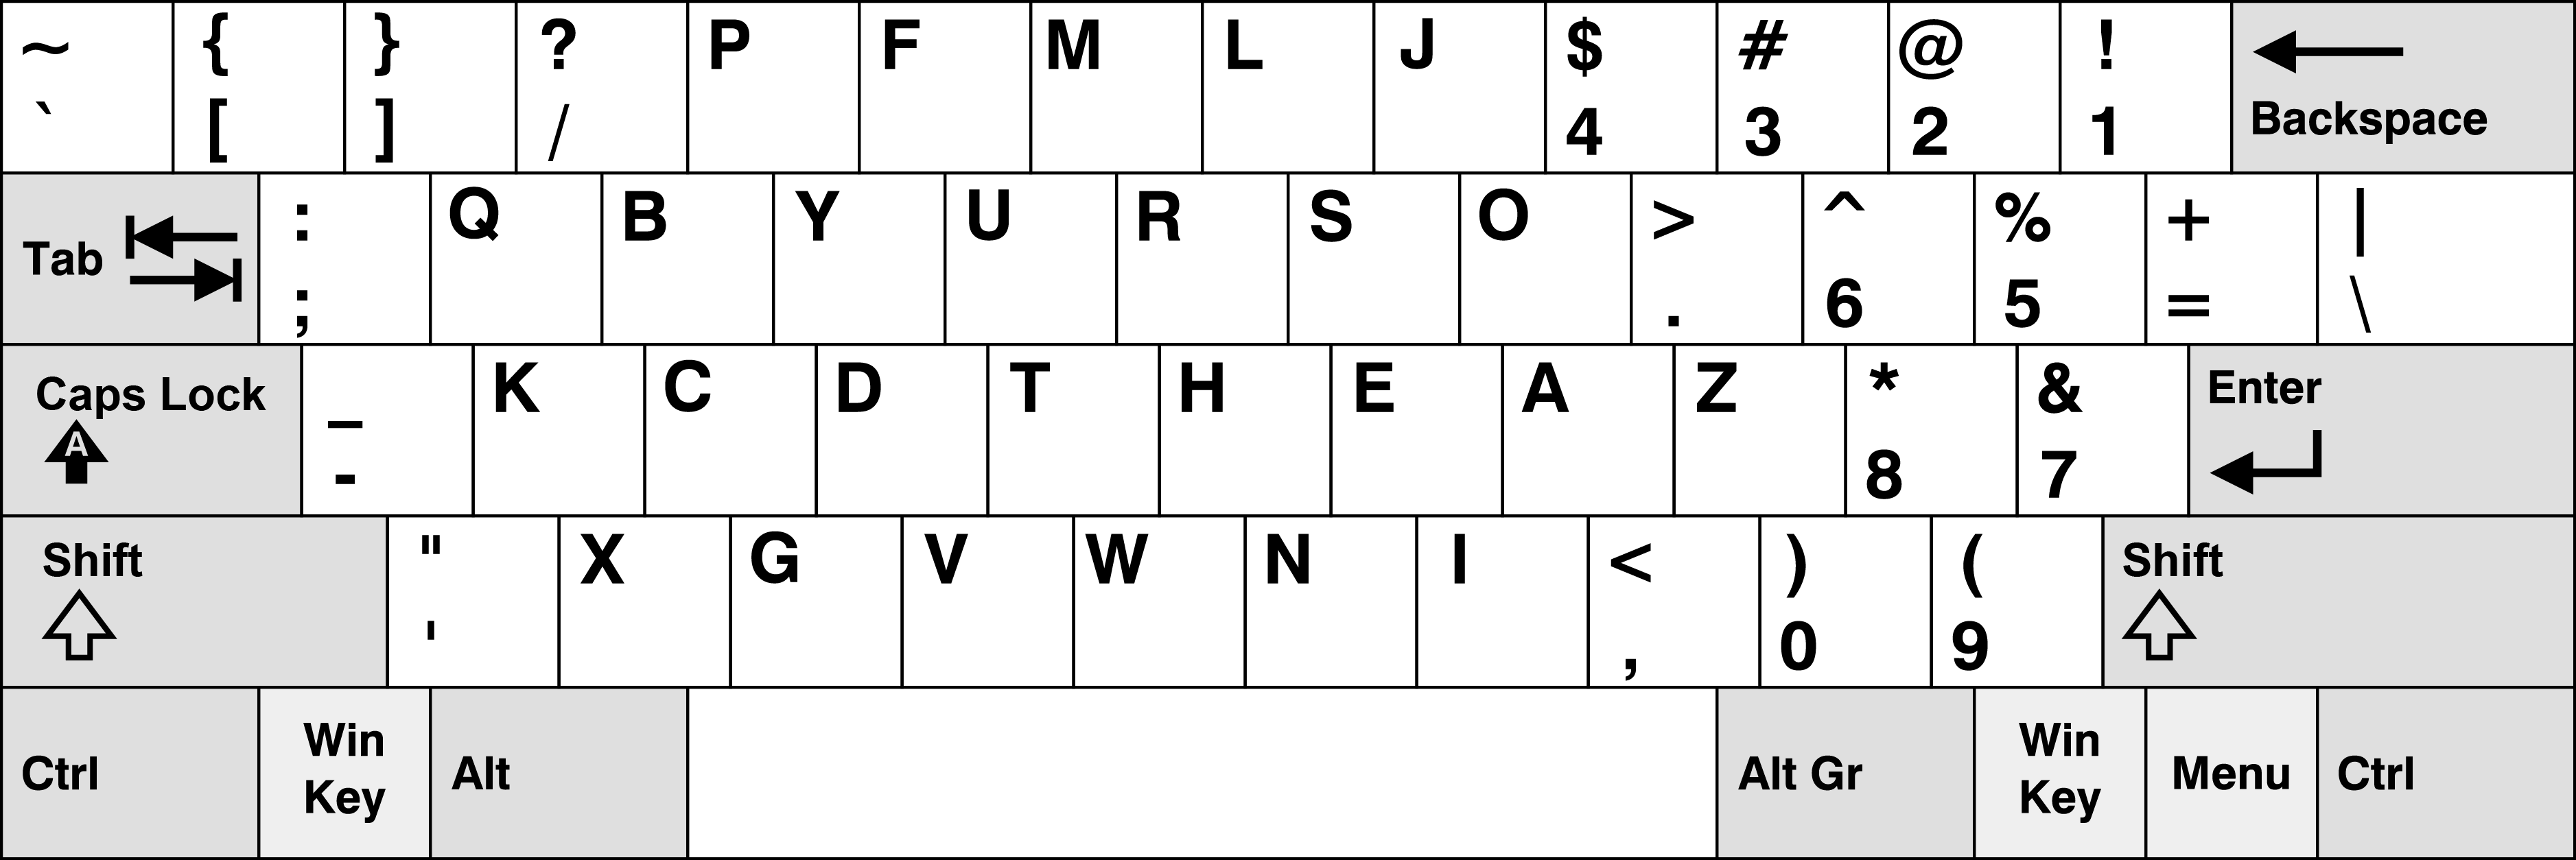 ~ { } ? P F M L J $ # @ !
` [ ] / 4 3 2 1 Backspace
Tab : Q B Y U R S O > ^ % + |
; . 6 5 = \
Caps Lock _ K C D T H E A Z * & Enter
A - 8 7
Shift " X G V W N I < ) ( Shift
' , 0 9
Ctrl Win Key Alt Alt Gr Win Key Menu Ctrl